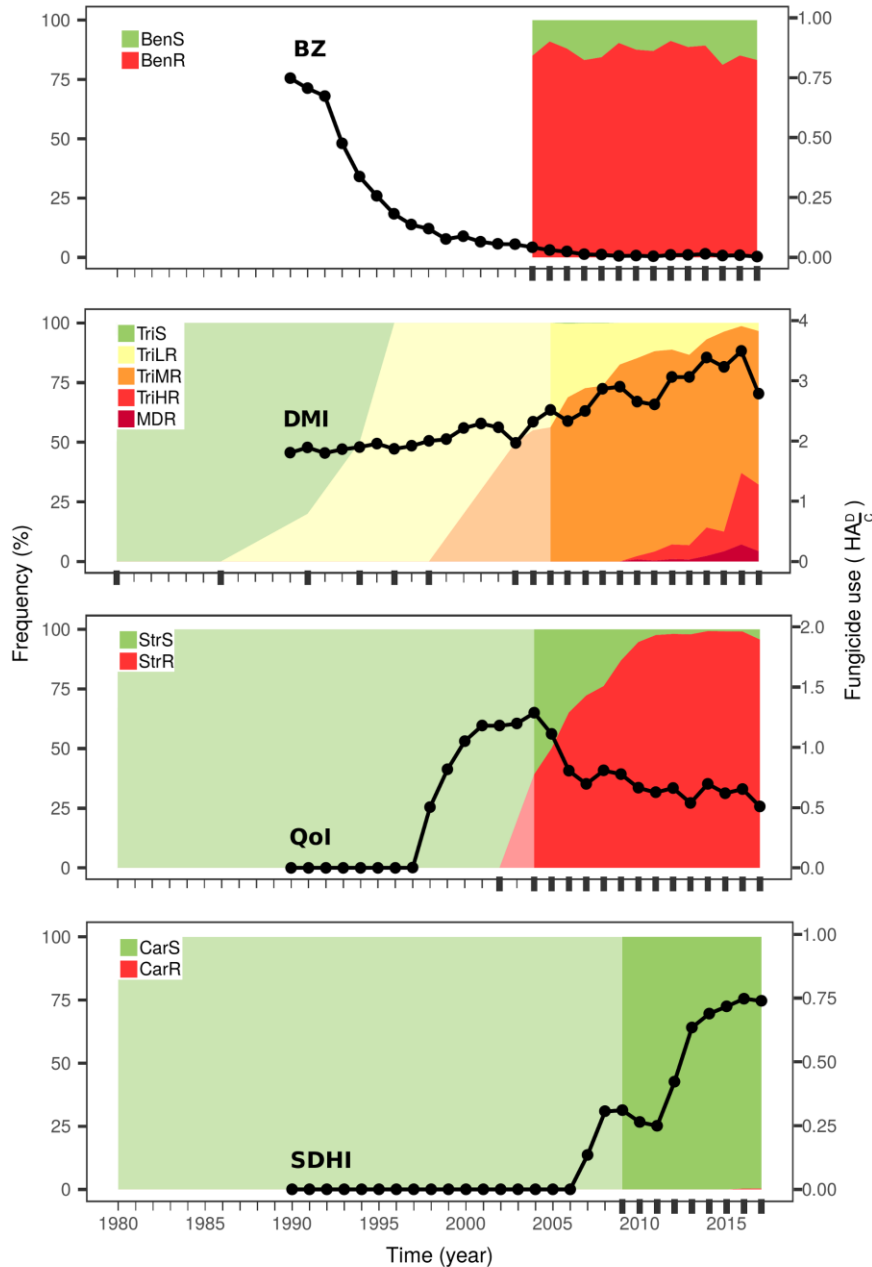 BenS
BenR
BZ
100
75
50
25
0
1.00
0.75
0.50
0.25
0.00
TriS
TriLR
TriMR
TriHR
MDR
DMI
100
75
50
25
0
4
3
2
1
0
StrS
StrR
QoI
100
75
50
25
0
2.0
1.5
1.0
0.5
0.0
CarS
CarR
SDHI
100
75
50
25
0
1.00
0.75
0.50
0.25
0.00
1980 1985 1990 1995 2000 2005 2010 2015
Time (year)
Frequency (%)
Fungicide use ( HA D C )